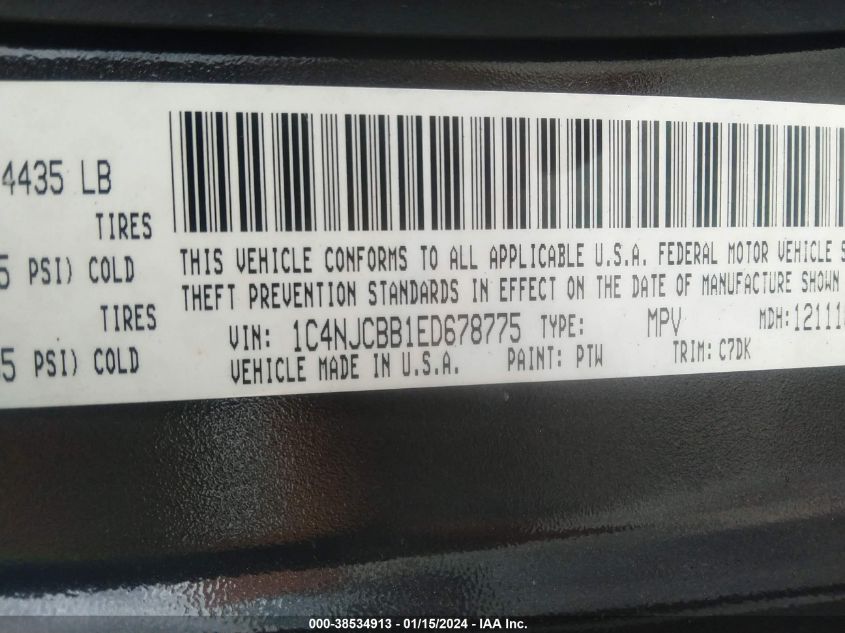 4435 LB
TIRES
5 PSI) COLD
TIRES
5 PSI) COLD
THIS VEHICLE CONFORMS TO ALL APPLICABLE U.S.A. FEDERAL MOTOR VEHICLE S
THEFT PREVENTION STANDARDS IN EFFECT ON THE DATE OF MANUFACTURE SHOWN
VIN: 1C4NJCBB1ED678775 TYPE: MPV MDH:12111
VEHICLE MADE IN U.S.A. PAINT: PTW TRIM: C7DK
000-38534913 - 01/15/2024 - IAA Inc.